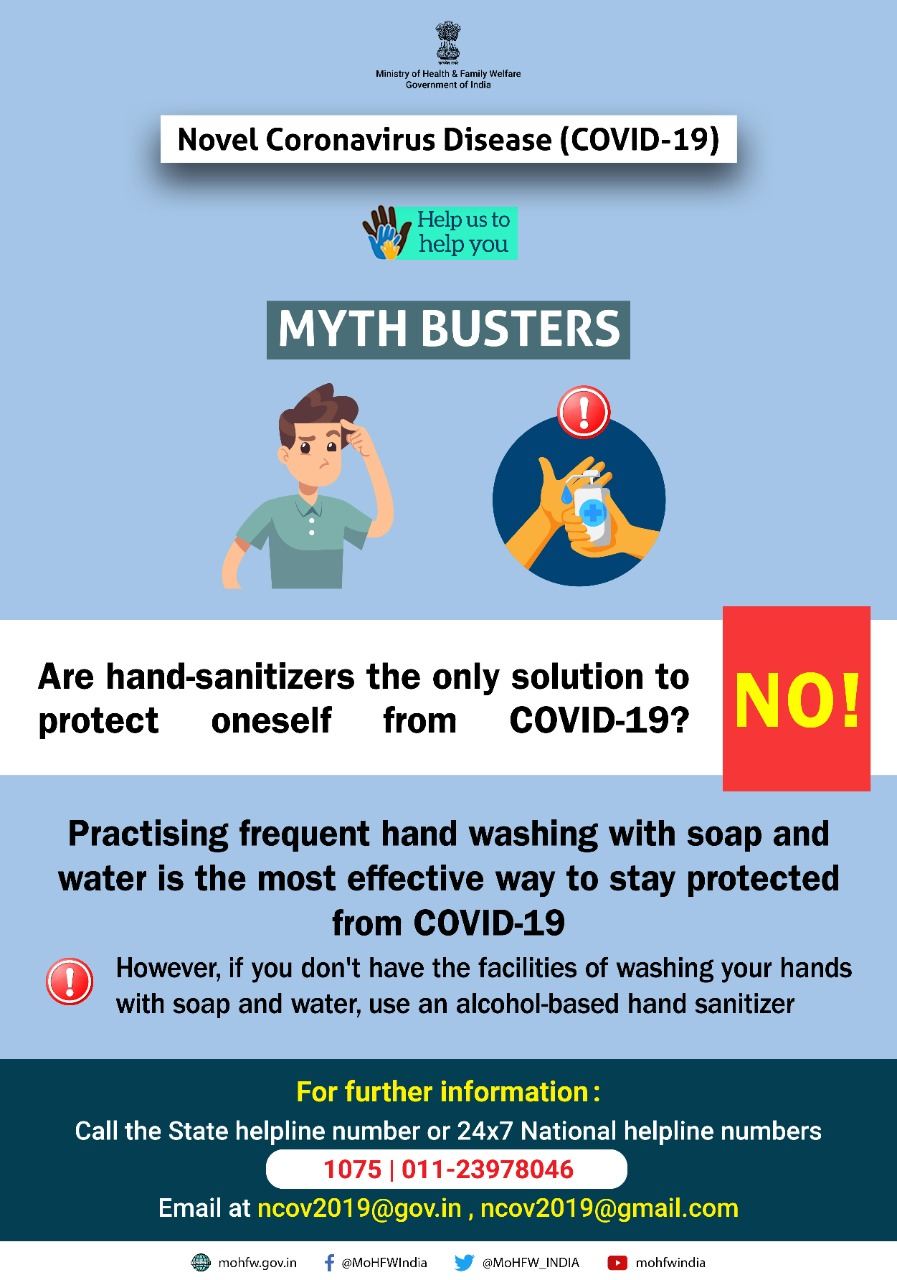 Ministry of Health & Family Welfare
Government of India
Novel Coronavirus Disease (COVID-19)
Help us to
help you
MYTH BUSTERS
Are hand-sanitizers the only solution to
protect oneself from COVID-19?
NO!
Practising frequent hand washing with soap and
water is the most effective way to stay protected
from COVID-19
However, if you don't have the facilities of washing your hands
with soap and water, use an alcohol-based hand sanitizer
For further information :
Call the State helpline number or 24x7 National helpline numbers
1075 | 011-23978046
Email at ncov2019@gov.in , ncov2019@gmail.com
mohfw.gov.in @MoHFWIndia @MoHFW_INDIA mohfwindia